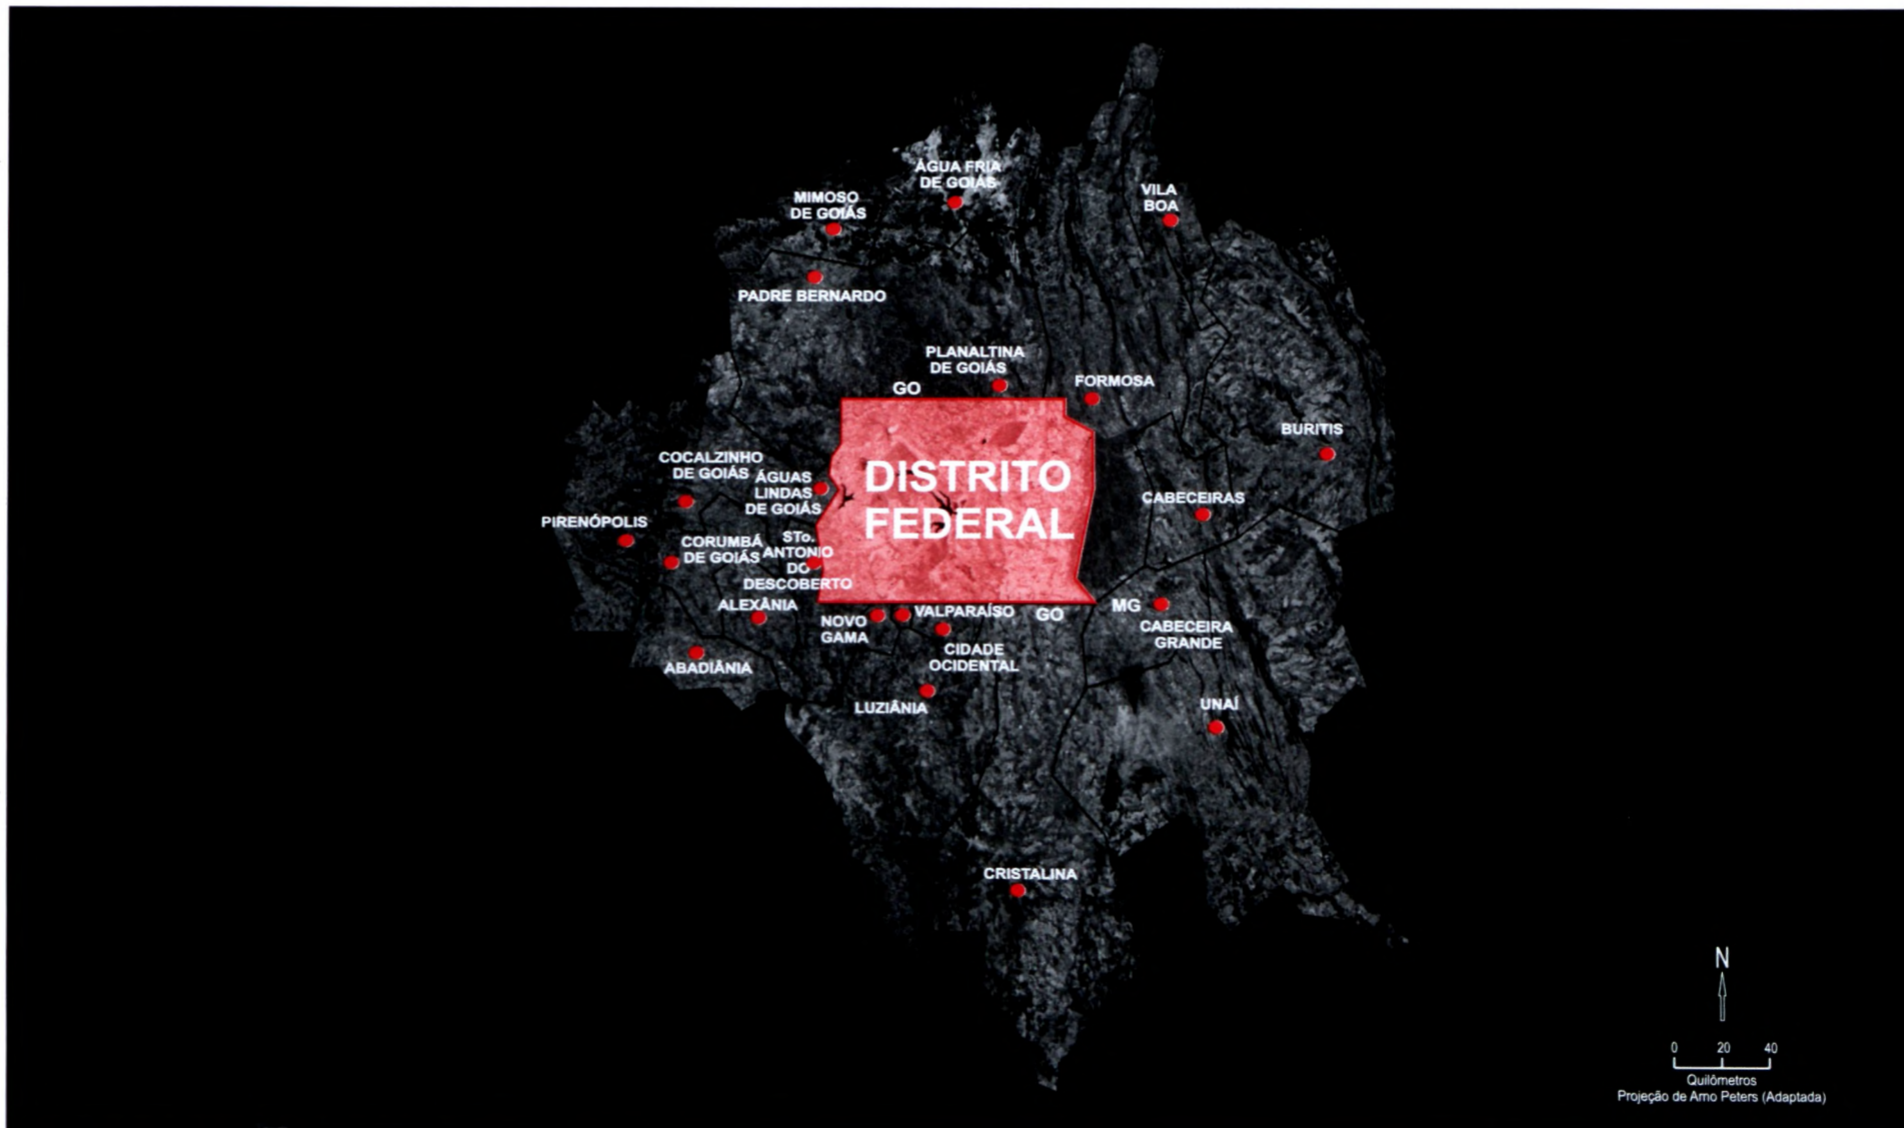 ÁGUA FRIA
DE GOIÁS
MIMOSO
DE GOIÁS
VILA
BOA
PADRE BERNARDO
PLANALTINA
DE GOIÁS
GO
FORMOSA
BURITIS
COCALZINHO
DE GOIÁS
ÁGUAS
LINDAS
DE GOIÁS
DISTRITO
FEDERAL
CABECEIRAS
PIRENÓPOLIS
CORUMBÁ
DE GOIÁS
STo.
ANTONIO
DO
DESCOBERTO
ALEXÂNIA
NOVO
GAMA
VALPARAÍSO
GO
MG
CABECEIRA
GRANDE
CIDADE
OCIDENTAL
ABADIÂNIA
LUZIÂNIA
UNAÍ
CRISTALINA
N
0 20 40
Quilômetros
Projeção de Arno Peters (Adaptada)